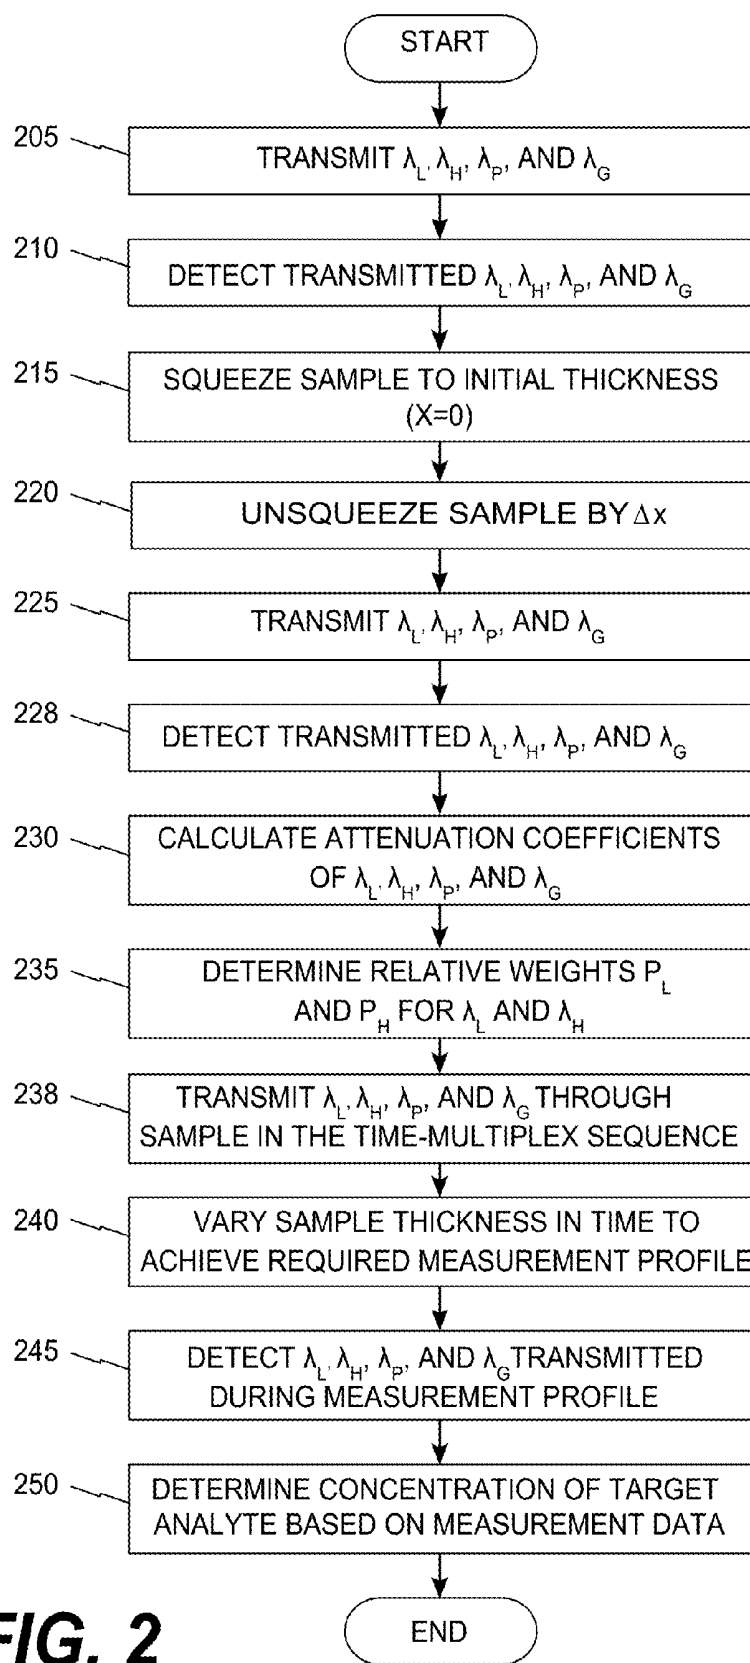 START
205
TRANSMIT λL, λH, λP, AND λG
210
DETECT TRANSMITTED λL, λH, λP, AND λG
215
SQUEEZE SAMPLE TO INITIAL THICKNESS
(X=0)
220
UNSQUEEZE SAMPLE BY Δx
225
TRANSMIT λL, λH, λP, AND λG
228
DETECT TRANSMITTED λL, λH, λP, AND λG
230
CALCULATE ATTENUATION COEFFICIENTS
OF λL, λH, λP, AND λG
235
DETERMINE RELATIVE WEIGHTS PL
AND PH FOR λL AND λH
238
TRANSMIT λL, λH, λP, AND λG THROUGH
SAMPLE IN THE TIME-MULTIPLEX SEQUENCE
240
VARY SAMPLE THICKNESS IN TIME TO
ACHIEVE REQUIRED MEASUREMENT PROFILE
245
DETECT λL, λH, λP, AND λG TRANSMITTED
DURING MEASUREMENT PROFILE
250
DETERMINE CONCENTRATION OF TARGET
ANALYTE BASED ON MEASUREMENT DATA
END
FIG. 2